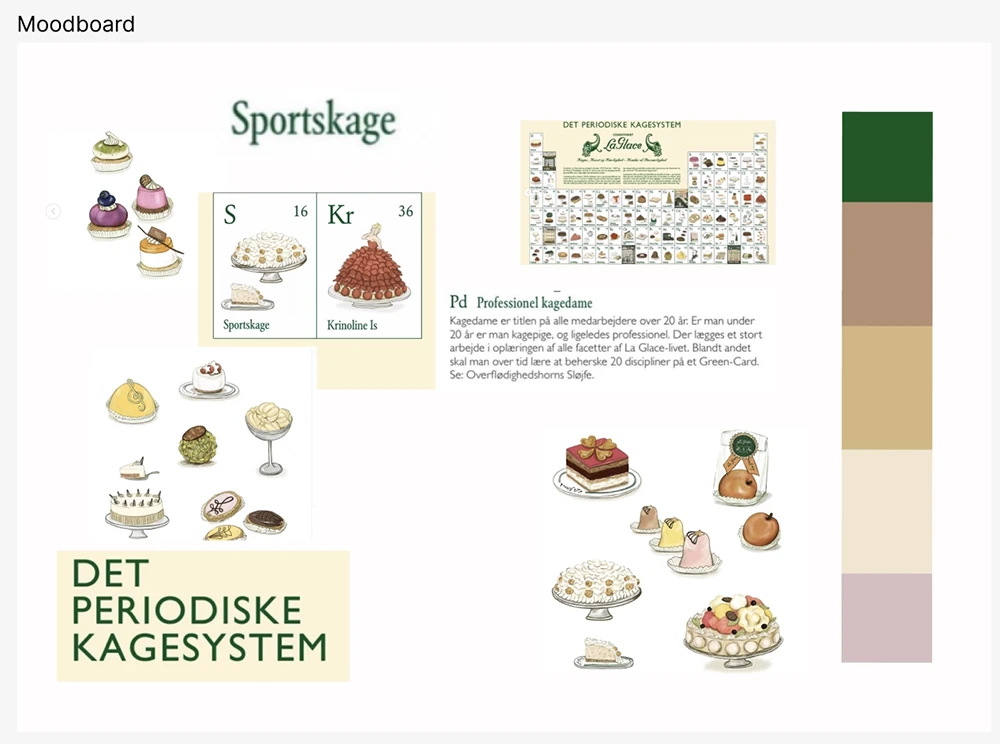 Moodboard
Sportskage
DET PERIODISKE KAGESYSTEM
La Glace
S 16
Kr 36
Sportskage
Krinoline Is
Pd Professionel kagedame
Kagedame er titlen på alle medarbejdere over 20 år. Er man under
20 år er man kagepige, og ligeledes professionel. Der lægges et stort
arbejde i oplæringen af alle facetter af La Glace-livet. Blandt andet
skal man over tid lære at beherske 20 discipliner på et Green-Card.
Se: Overflødighedshorns Sløjfe.
DET
PERIODISKE
KAGESYSTEM